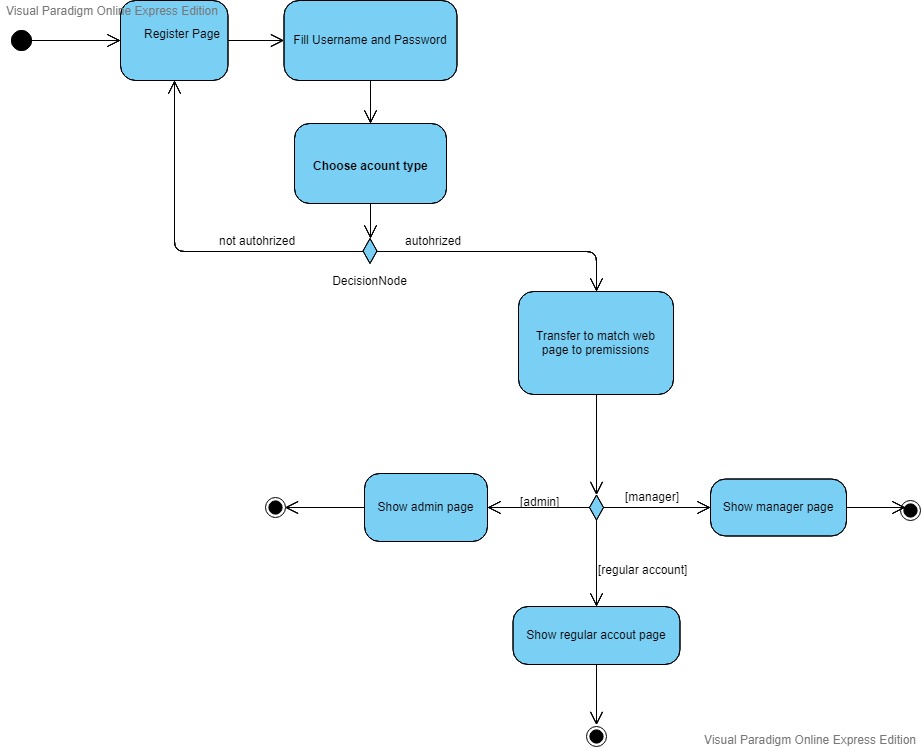 Visual Paradigm Online Express Edition
Register Page
Fill Username and Password
Choose acount type
not autohrized
autohrized
DecisionNode
Transfer to match web
page to premissions
Show admin page
[admin]
[manager]
Show manager page
[regular account]
Show regular accout page
Visual Paradigm Online Express Edition